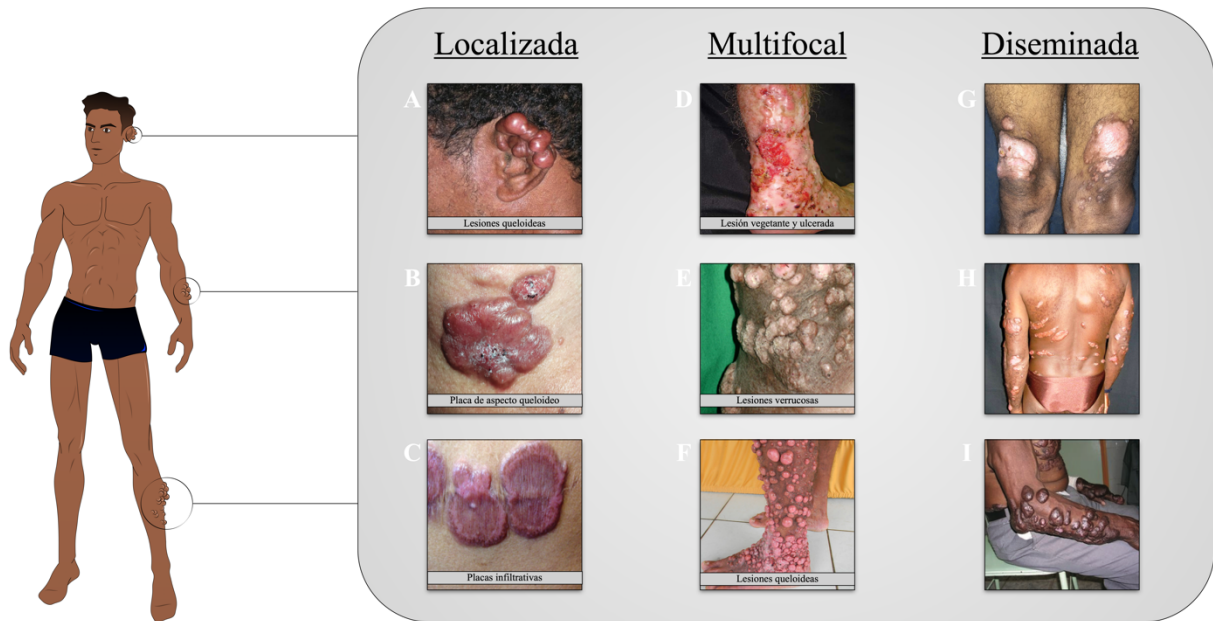 Localizada
Multifocal
Diseminada
A
D
G
Lesiones queloideas
Lesión vegetante y ulcerada
B
E
H
Placa de aspecto queloideo
Lesiones verrucosas
C
F
I
Placas infiltrativas
Lesiones queloideas